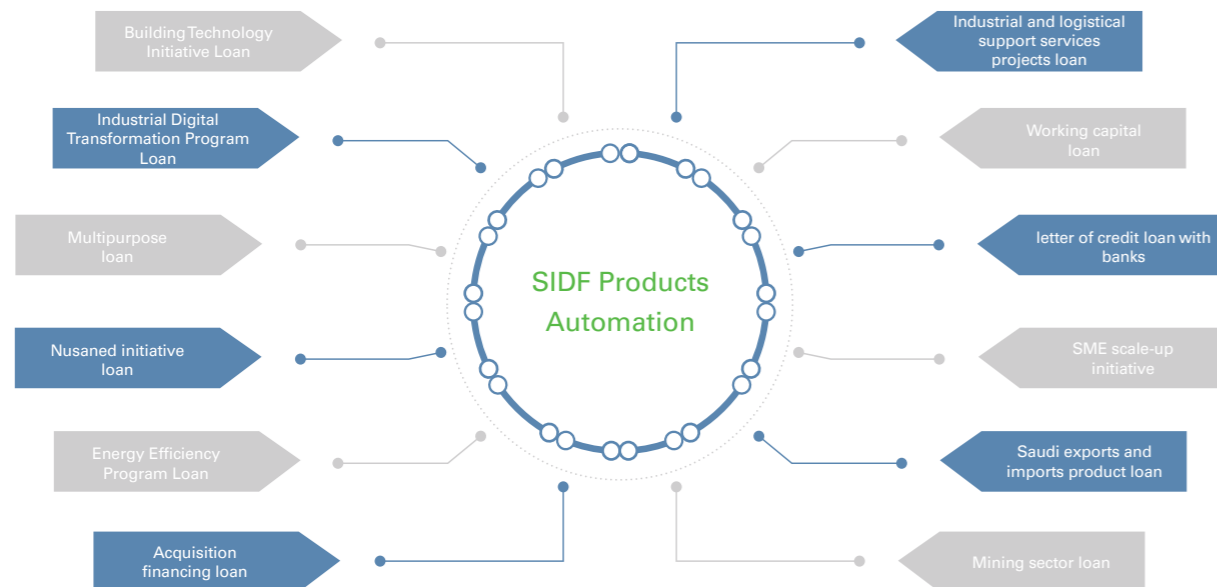 Building Technology
Initiative Loan
Industrial Digital
Transformation Program
Loan
Multipurpose
loan
Nusaned initiative
loan
Energy Efficiency
Program Loan
Acquisition
financing loan
SIDF Products
Automation
Industrial and logistical
support services
projects loan
Working capital
loan
letter of credit loan with
banks
SME scale-up
initiative
Saudi exports and
imports product loan
Mining sector loan